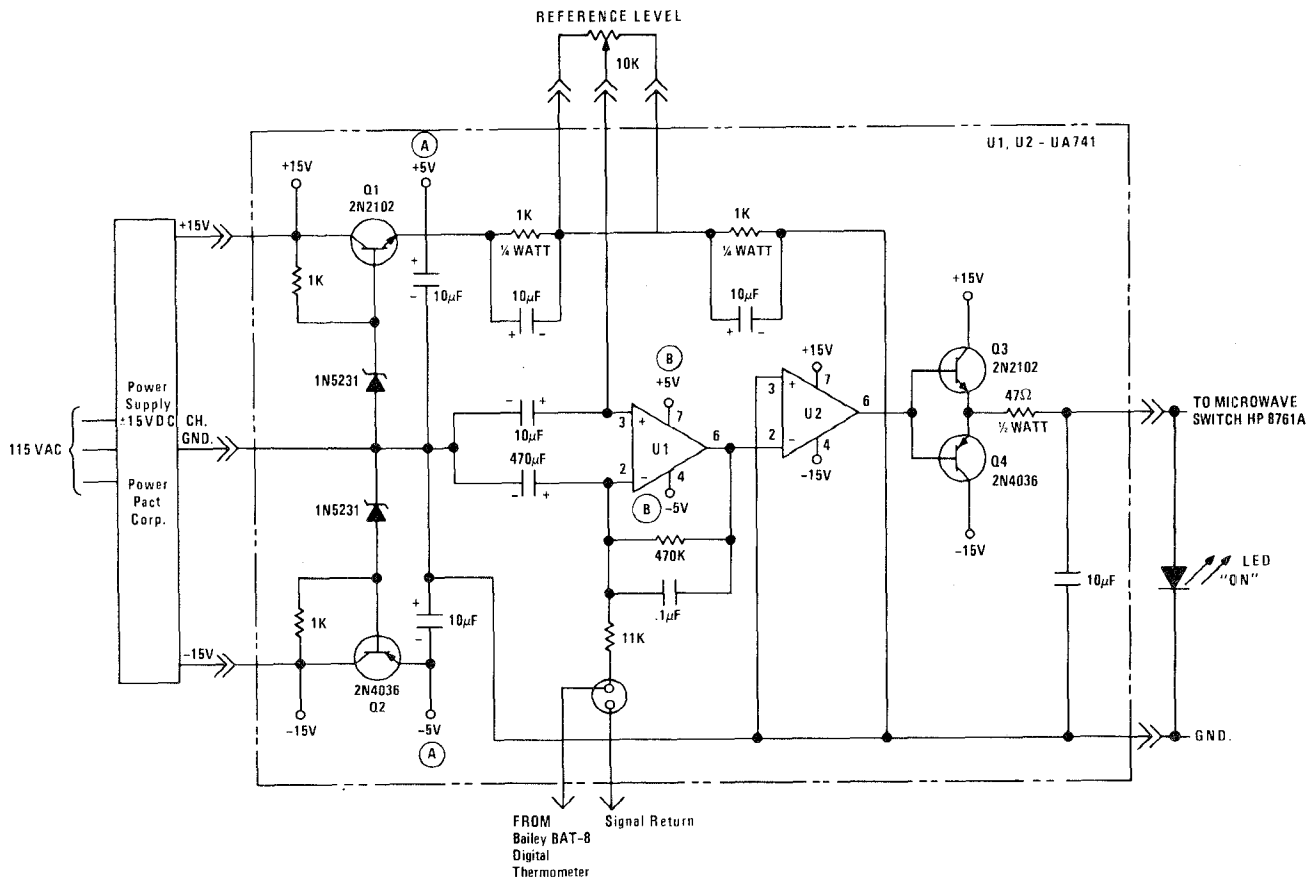 REFERENCE LEVEL
10K
U1, U2 - UA741
A
+5V
+15V
Q1
2N2102
+15V
1K
¼ WATT
1K
¼ WATT
1K
+
-
10µF
10µF
+ -
10µF
+ -
+15V
1N5231
B
+5V
7
+15V
7
Q3
2N2102
Power
Supply
±15VDC
CH.
GND.
115 VAC
Power
Pact
Corp.
- +
10µF
470µF
- +
3
+
U1
6
2
-
4
-5V
B
3
+
U2
6
2
-
4
-15V
47Ω
½ WATT
TO MICROWAVE
SWITCH HP 8761A
Q4
2N4036
-15V
1N5231
470K
.1µF
10µF
LED
"ON"
1K
+
-
10µF
11K
-15V
2N4036
Q2
-15V
-5V
A
GND.
FROM
Bailey BAT-8
Digital
Thermometer
Signal Return